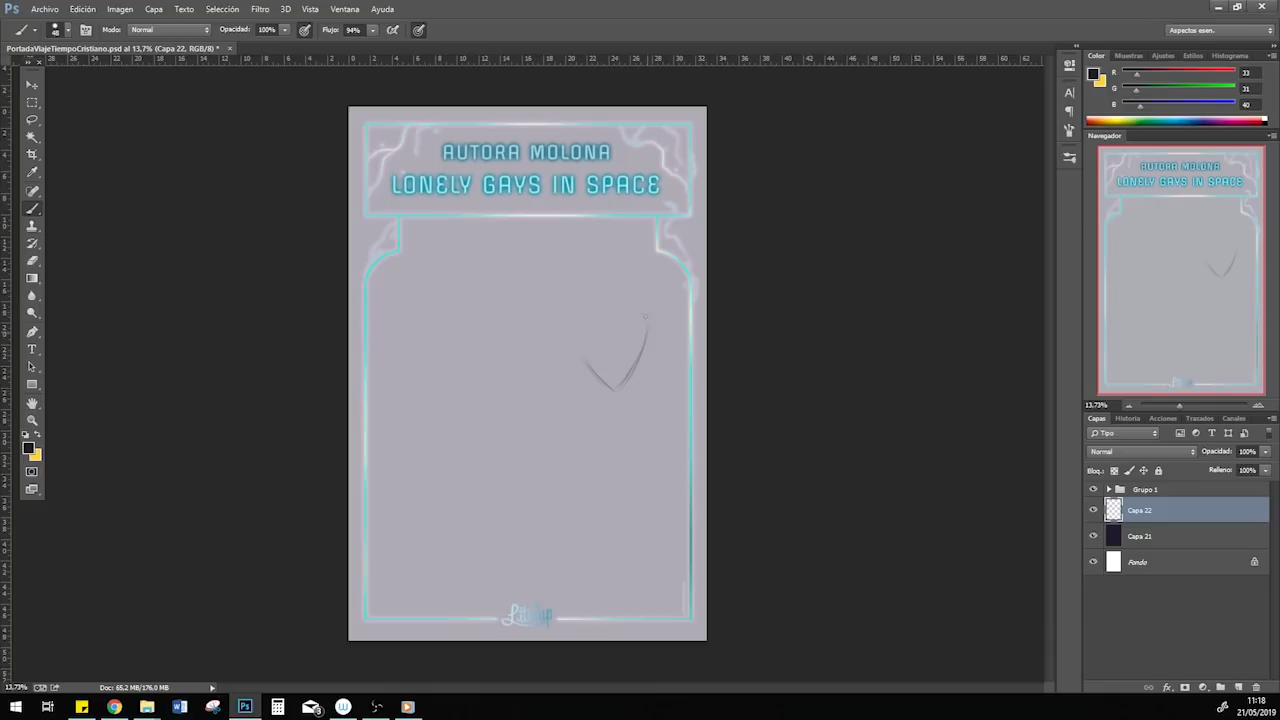 Ps Archivo Edición Imagen Capa Texto Selección Filtro 3D Vista Ventana Ayuda
Modo: Normal Opacidad: 100% Flujo: 94% Aspectos esen.
PortadaViajeTiempoCristiano.psd al 13,7% (Capa 22, RGB/8) *
Color Muestras Ajustes Estilos Histograma
R 33
G 31
B 40
Navegador
AUTORA MOLONA
LONELY GAYS IN SPACE
AUTORA MOLONA
LONELY GAYS IN SPACE
13,73%
Capas Historia Acciones Trazados Canales
Tipo
Normal Opacidad: 100%
Bloq.: Relleno: 100%
Grupo 1
Capa 22
Capa 21
Fondo
13,73% Doc: 65,2 MB/176,0 MB
11:18
21/05/2019